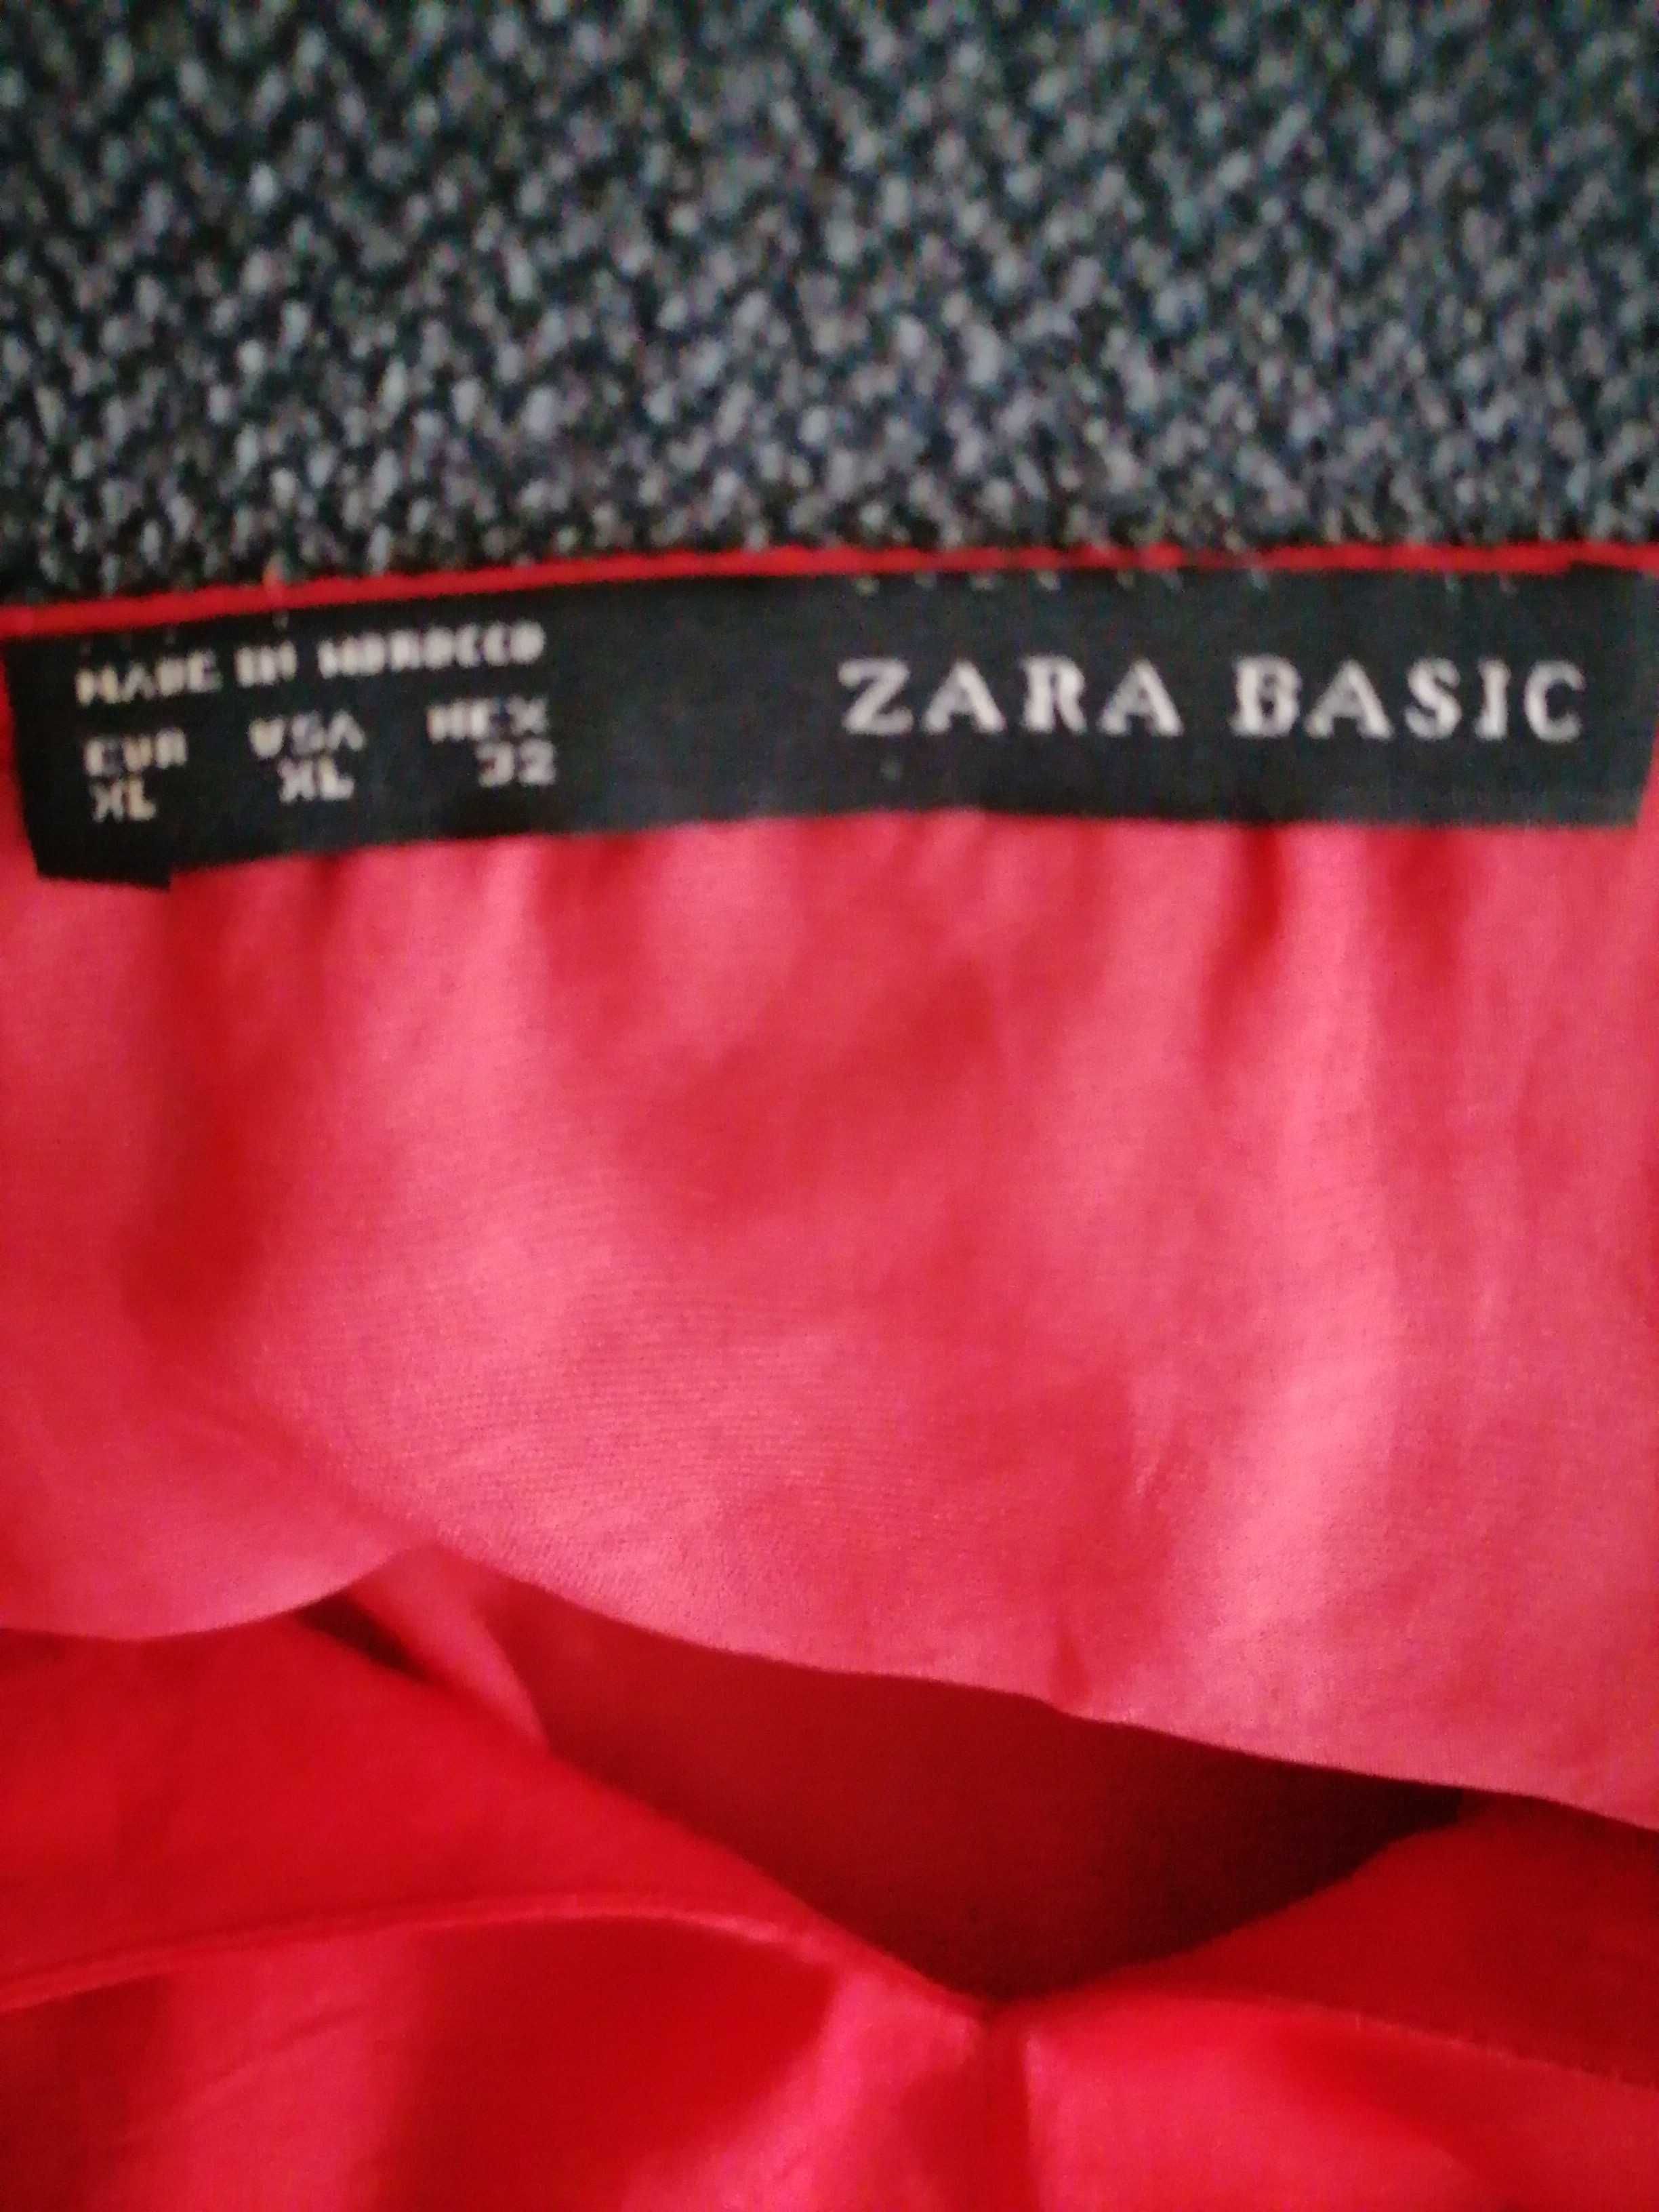 MADE IN MOROCCO
EUR USA MEX
XL XL 32
ZARA BASIC